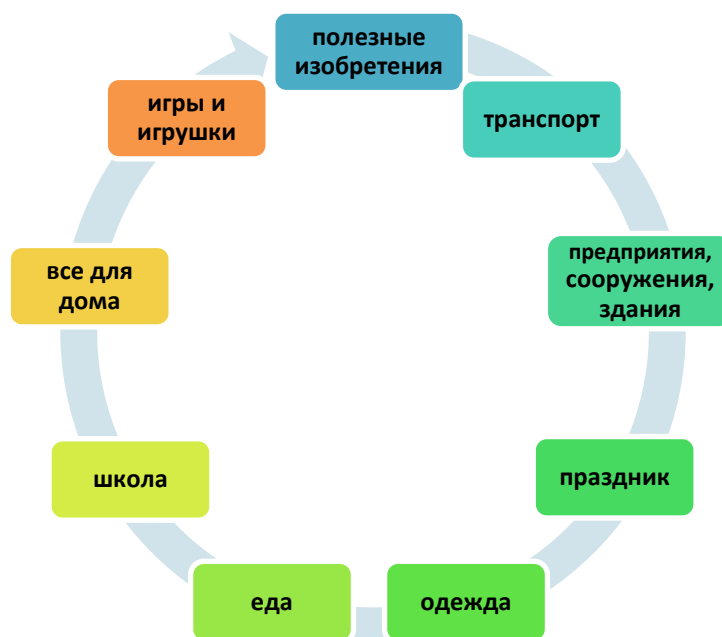 полезные
изобретения
транспорт
предприятия,
сооружения,
здания
праздник
одежда
еда
школа
все для
дома
игры и
игрушки